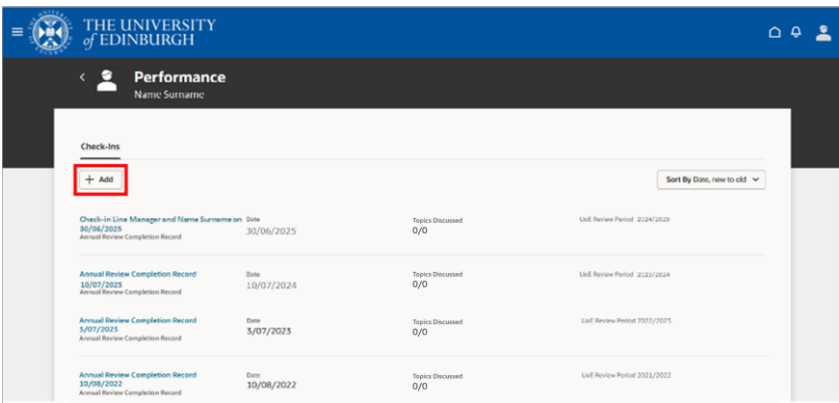 THE UNIVERSITY
of EDINBURGH
Performance
Name Surname
Check-Ins
+ Add
Sort By Date, new to old
Check-in Line Manager and Name Surname on
30/06/2025
Annual Review Completion Record
Date
30/06/2025
Topics Discussed
0/0
UoE Review Period 2024/2025
Annual Review Completion Record
10/07/2025
Annual Review Completion Record
Date
10/07/2024
Topics Discussed
0/0
UoE Review Period 2023/2024
Annual Review Completion Record
5/07/2023
Annual Review Completion Record
Date
3/07/2023
Topics Discussed
0/0
UoE Review Period 2022/2023
Annual Review Completion Record
10/08/2022
Annual Review Completion Record
Date
10/08/2022
Topics Discussed
0/0
UoE Review Period 2021/2022